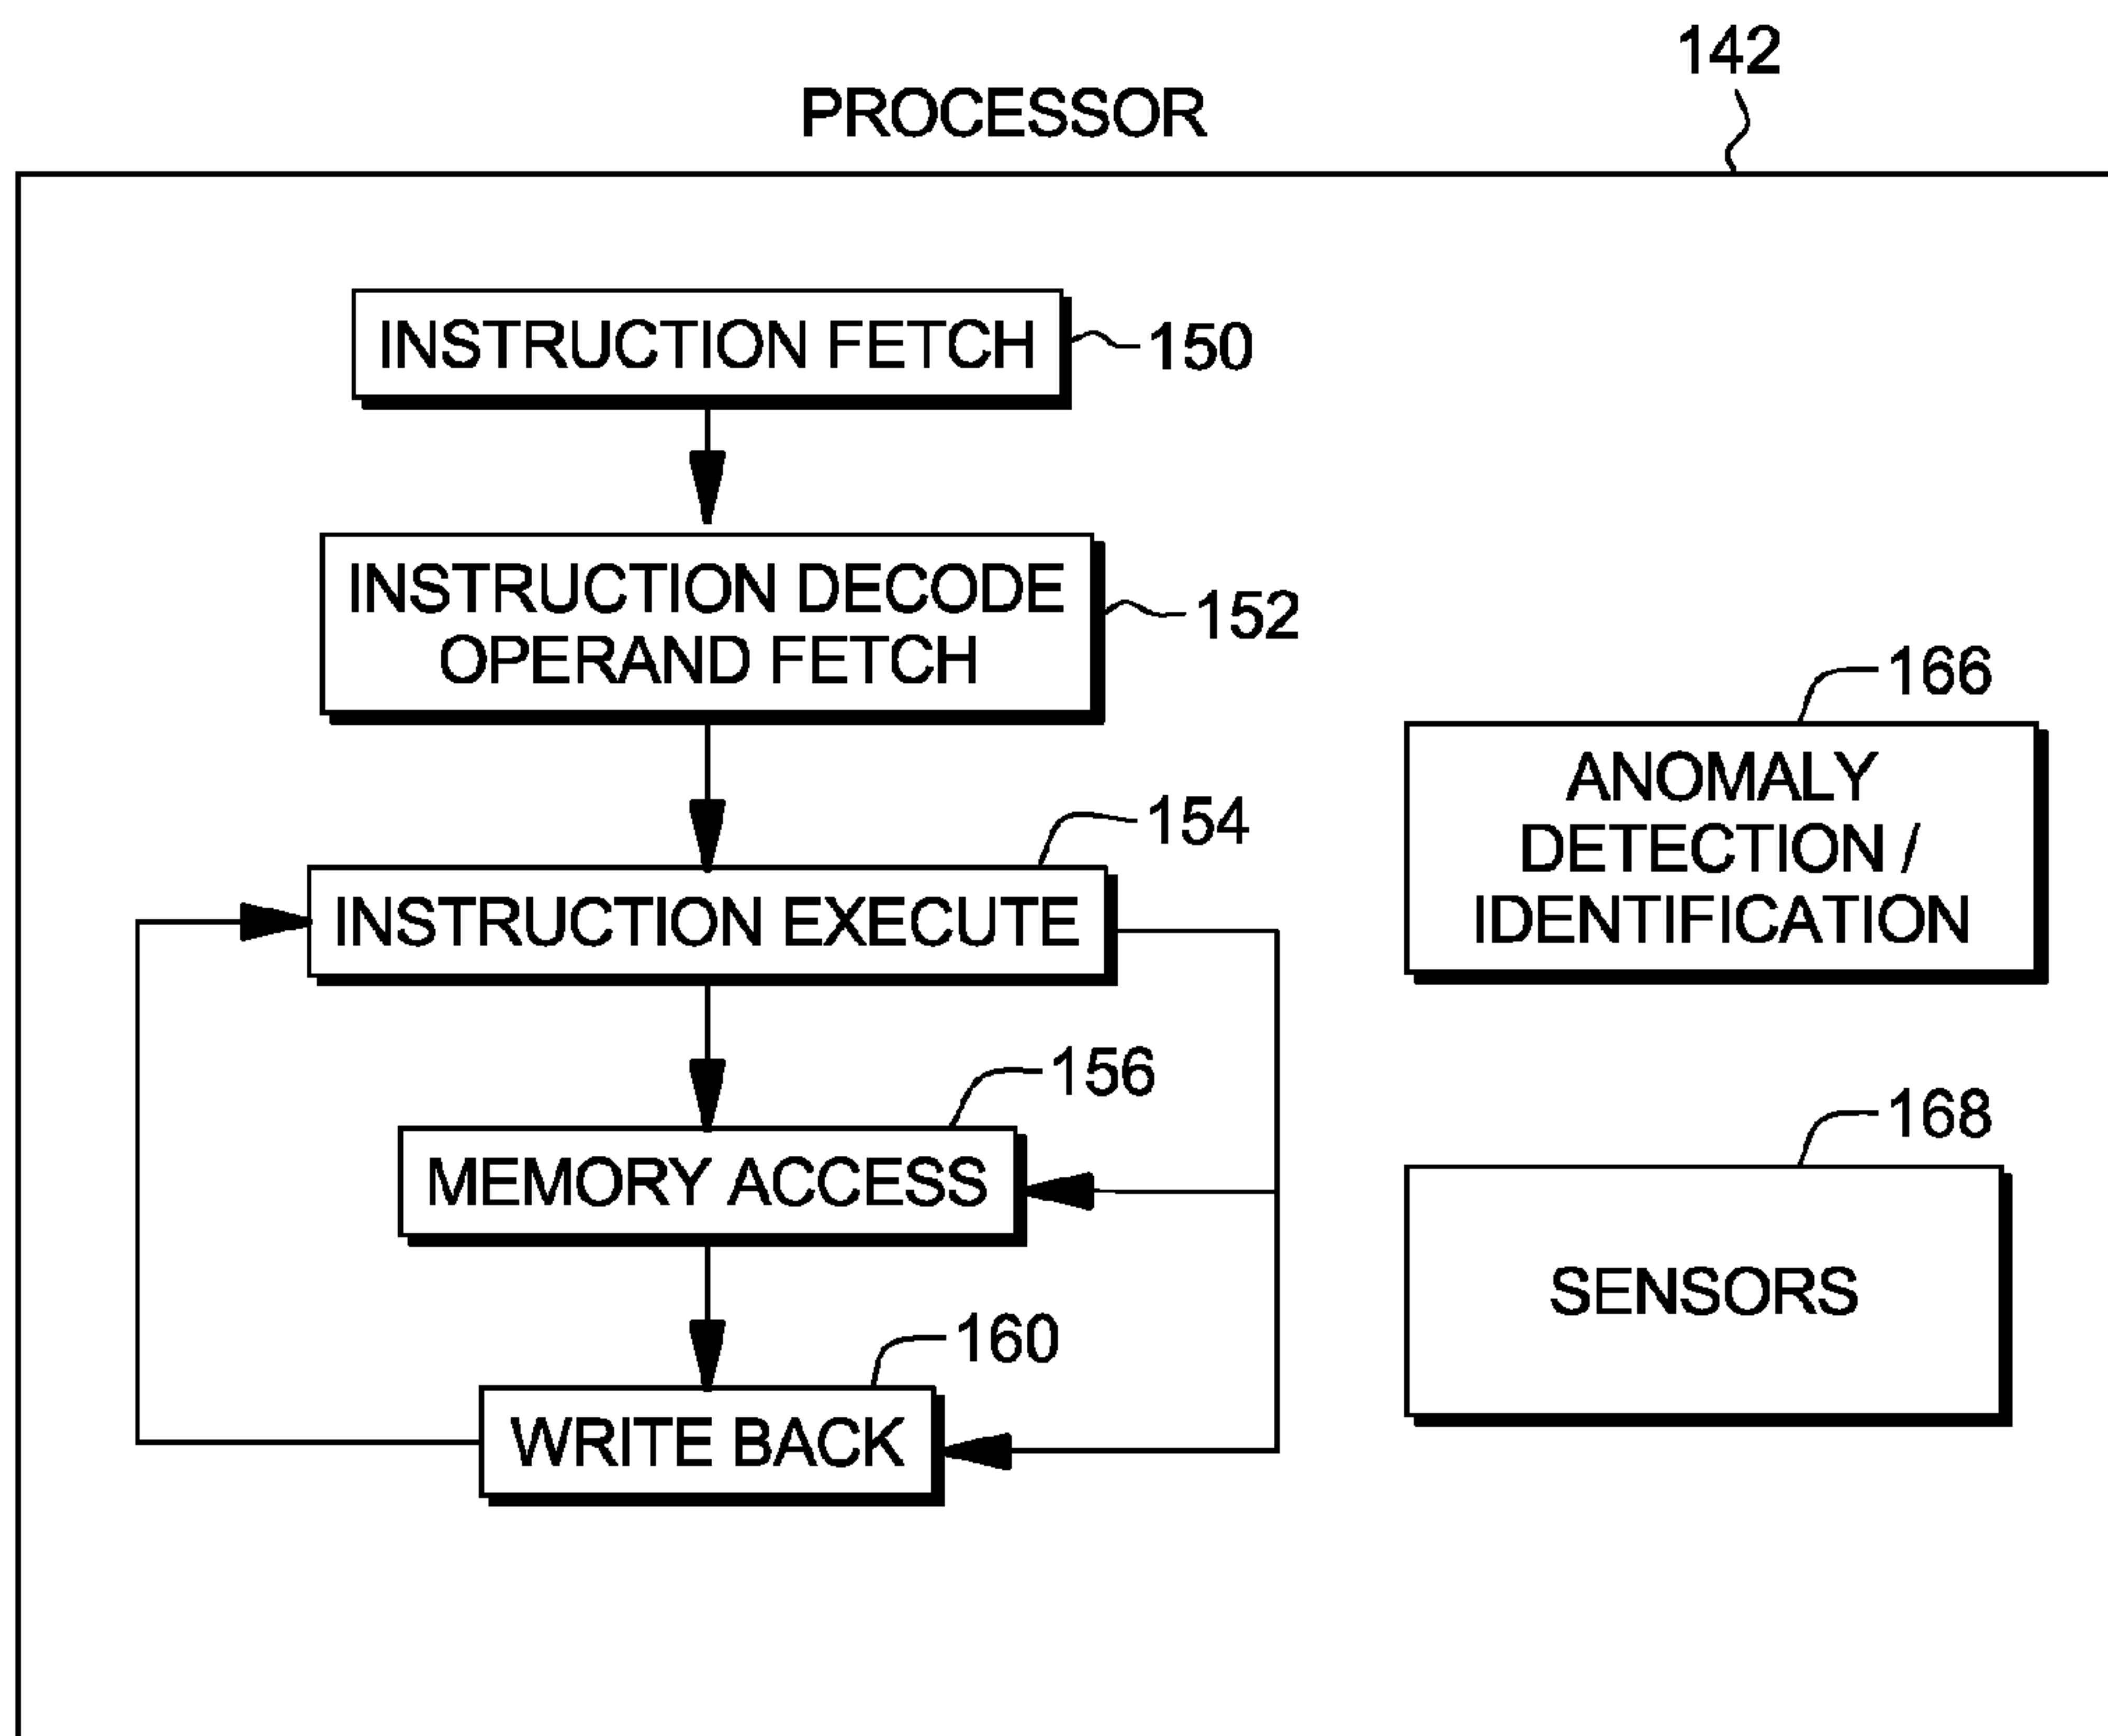 142
PROCESSOR
INSTRUCTION FETCH
150
INSTRUCTION DECODE
OPERAND FETCH
152
166
ANOMALY
DETECTION /
IDENTIFICATION
154
INSTRUCTION EXECUTE
156
MEMORY ACCESS
168
SENSORS
160
WRITE BACK